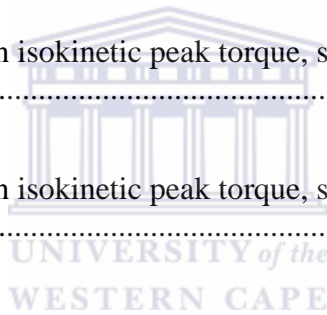 n isokinetic peak torque, s
................................................
n isokinetic peak torque, s
................................................
UNIVERSITY of the
WESTERN CAPE